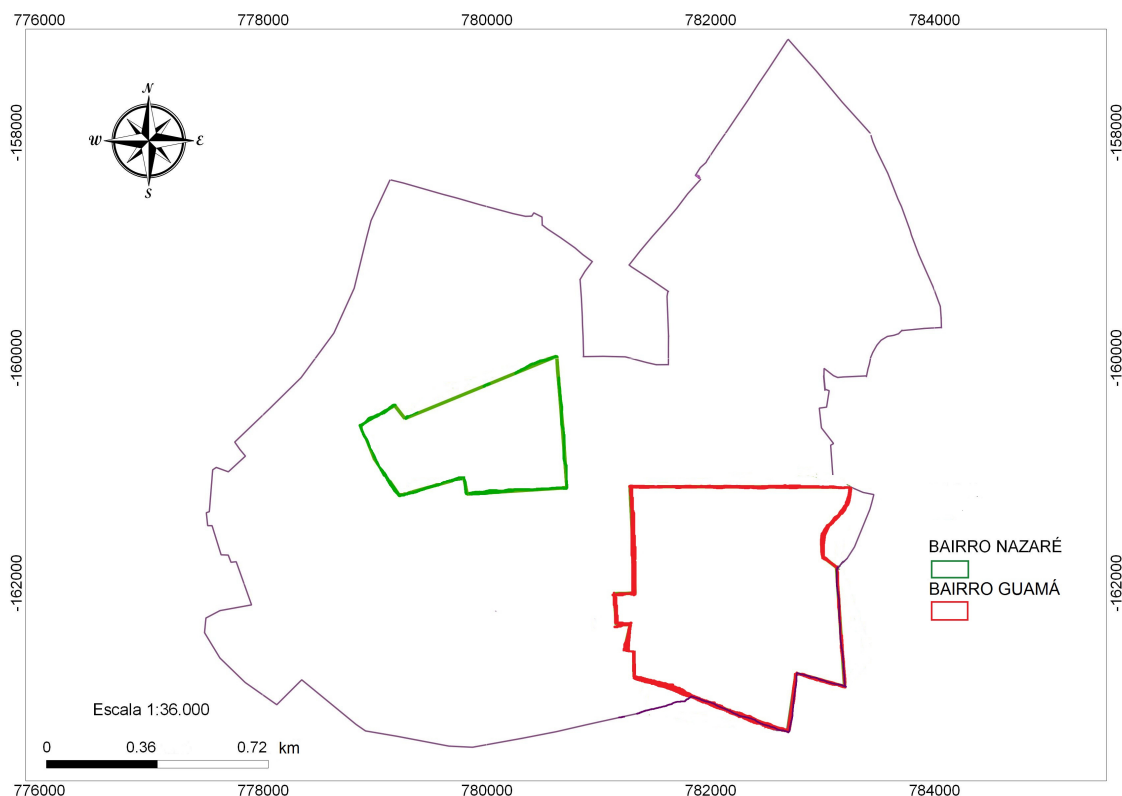 776000 778000 780000 782000 784000
N
W E
S
-158000 -158000
-160000 -160000
-162000 -162000
BAIRRO NAZARÉ
BAIRRO GUAMÁ
Escala 1:36.000
0 0.36 0.72 km
776000 778000 780000 782000 784000